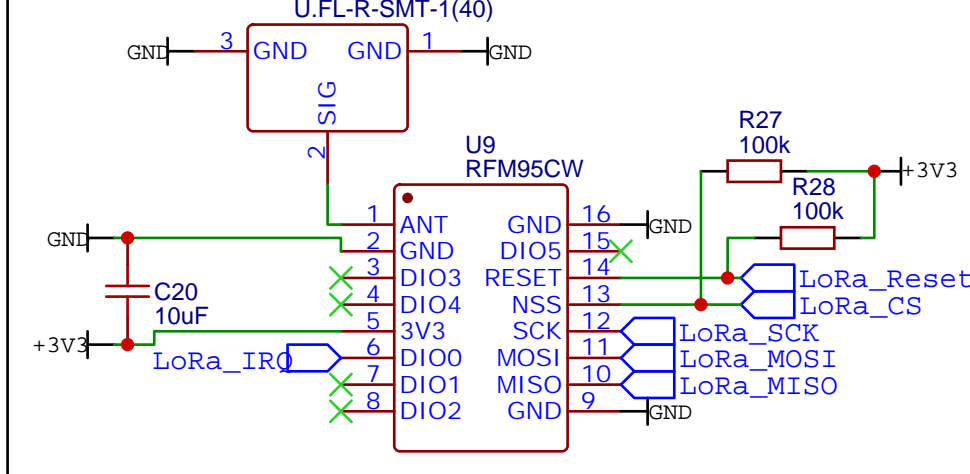 U.FL-R-SMT-1(40)
GND 3 GND GND 1 GND
SIG
2
U9
RFM95CW
R27
100k
+3V3
R28
100k
1 ANT GND 16 GND
GND 2 GND DIO5 15
3 DIO3 RESET 14 LoRa_Reset
4 DIO4 NSS 13 LoRa_CS
C20
10uF
+3V3 5 3V3 SCK 12 LoRa_SCK
LoRa_IRQ 6 DIO0 MOSI 11 LoRa_MOSI
7 DIO1 MISO 10 LoRa_MISO
8 DIO2 GND 9 GND